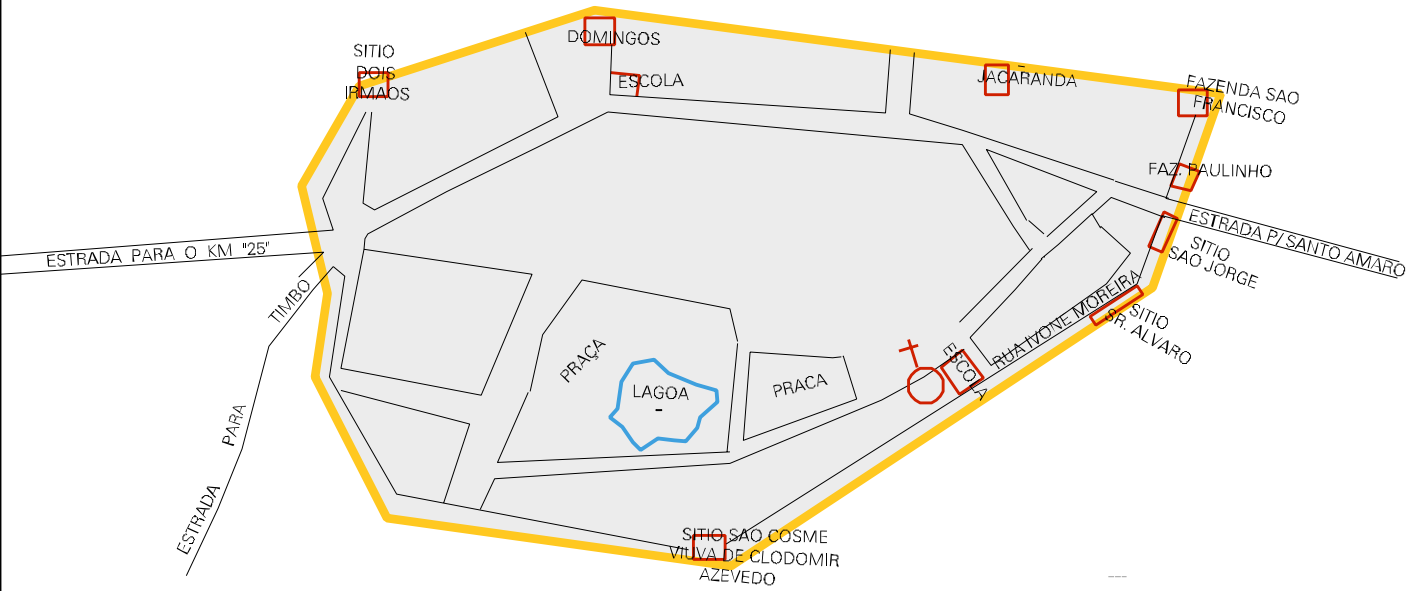 SITIO
DOIS
IRMAOS
DOMINGOS
ESCOLA
JACARANDA
FAZENDA SAO
FRANCISCO
FAZ. PAULINHO
ESTRADA P/ SANTO AMARO
SITIO
SAO JORGE
ESTRADA PARA O KM "25"
TIMBO
PARA
ESTRADA
PRAÇA
LAGOA
PRACA
ESCOLA
RUA IVONE MOREIRA
SITIO
SR. ALVARO
SITIO SAO COSME
VIUVA DE CLODOMIR
AZEVEDO